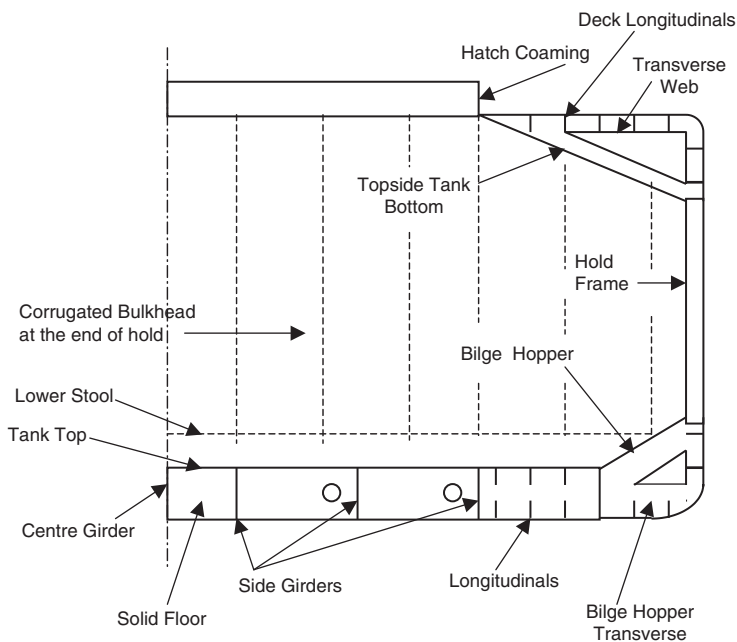 Deck Longitudinals
Hatch Coaming
Transverse
Web
Topside Tank
Bottom
Hold
Frame
Corrugated Bulkhead
at the end of hold
Bilge Hopper
Lower Stool
Tank Top
Centre Girder
Side Girders
Longitudinals
Solid Floor
Bilge Hopper
Transverse